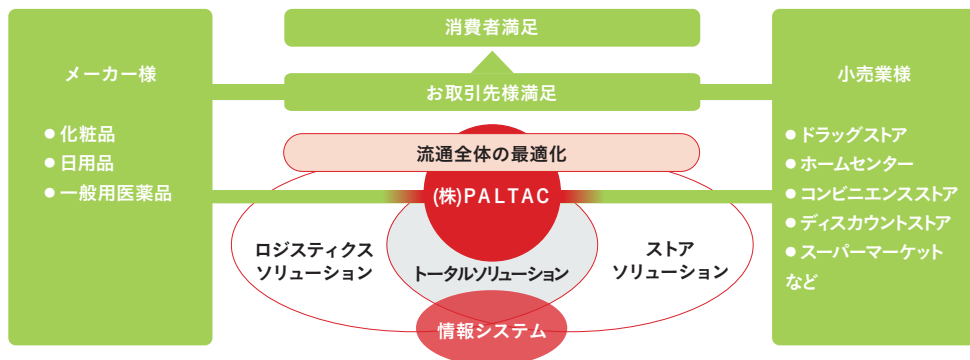 メーカー様
● 化粧品
● 日用品
● 一般用医薬品
消費者満足
お取引先様満足
流通全体の最適化
(株)PALTAC
ロジスティクス
ソリューション
トータルソリューション
ストア
ソリューション
情報システム
小売業様
● ドラッグストア
● ホームセンター
● コンビニエンスストア
● ディスカウントストア
● スーパーマーケット
など